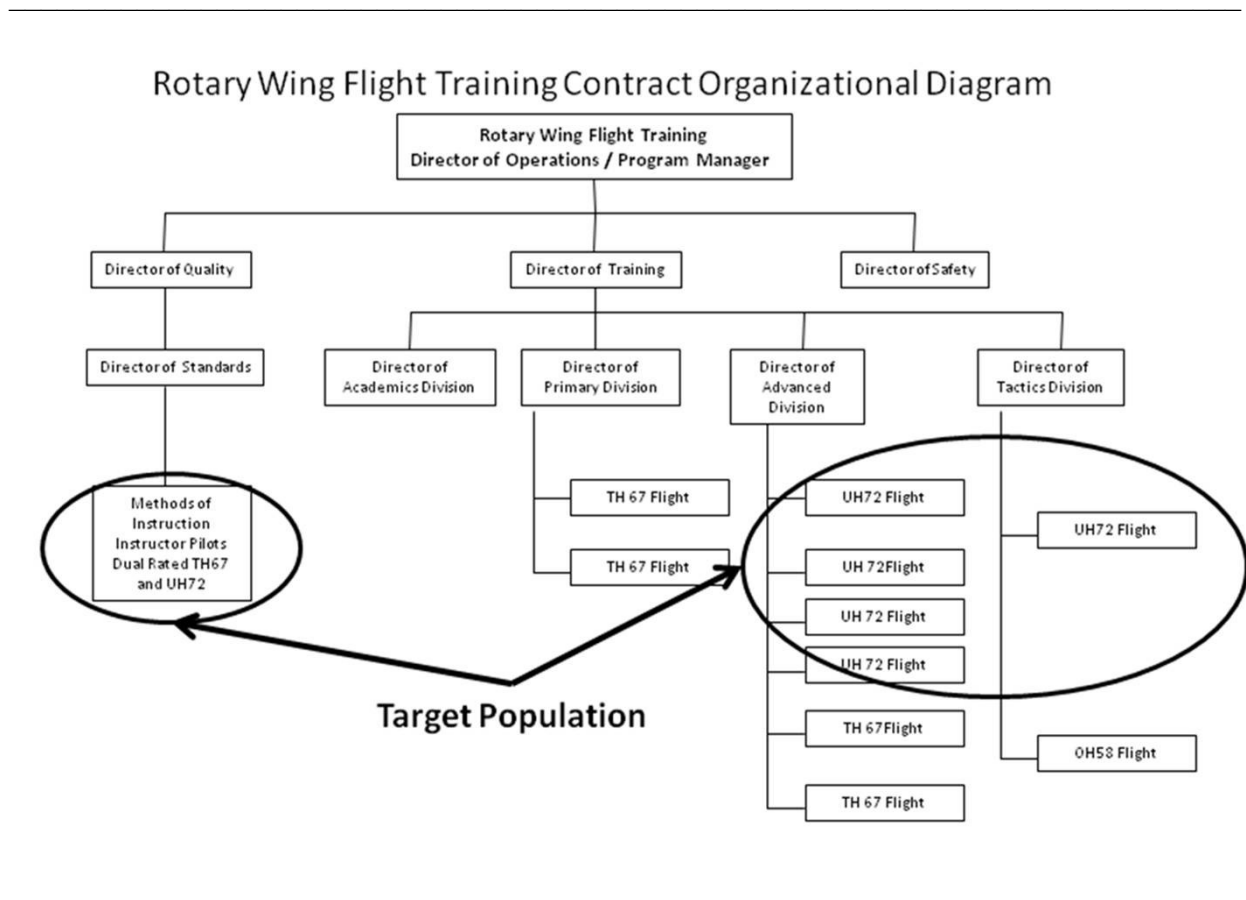 Rotary Wing Flight Training Contract Organizational Diagram
Rotary Wing Flight Training
Director of Operations / Program Manager
Director of Quality
Director of Training
Director of Safety
Director of Standards
Director of
Academics Division
Director of
Primary Division
Director of
Advanced
Division
Director of
Tactics Division
Methods of
Instruction
Instructor Pilots
Dual Rated TH67
and UH72
TH 67 Flight
TH 67 Flight
UH72 Flight
UH 72Flight
UH 72 Flight
UH 72 Flight
TH 67Flight
TH 67 Flight
UH72 Flight
OH58 Flight
Target Population